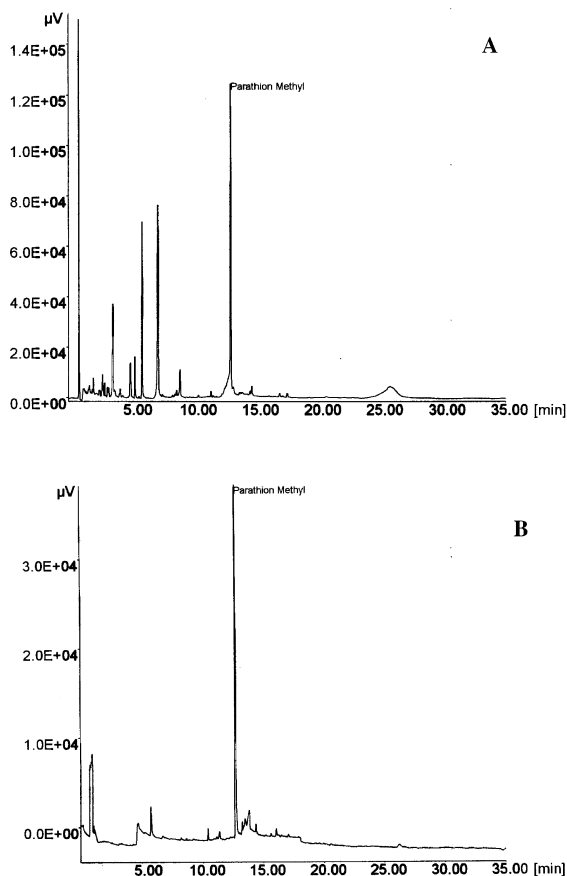 µV
A
1.4E+05
Parathion Methyl
1.2E+05
1.0E+05
8.0E+04
6.0E+04
4.0E+04
2.0E+04
0.0E+00
5.00 10.00 15.00 20.00 25.00 30.00 35.00 [min]
µV
Parathion Methyl
B
3.0E+04
2.0E+04
1.0E+04
0.0E+00
5.00 10.00 15.00 20.00 25.00 30.00 35.00 [min]